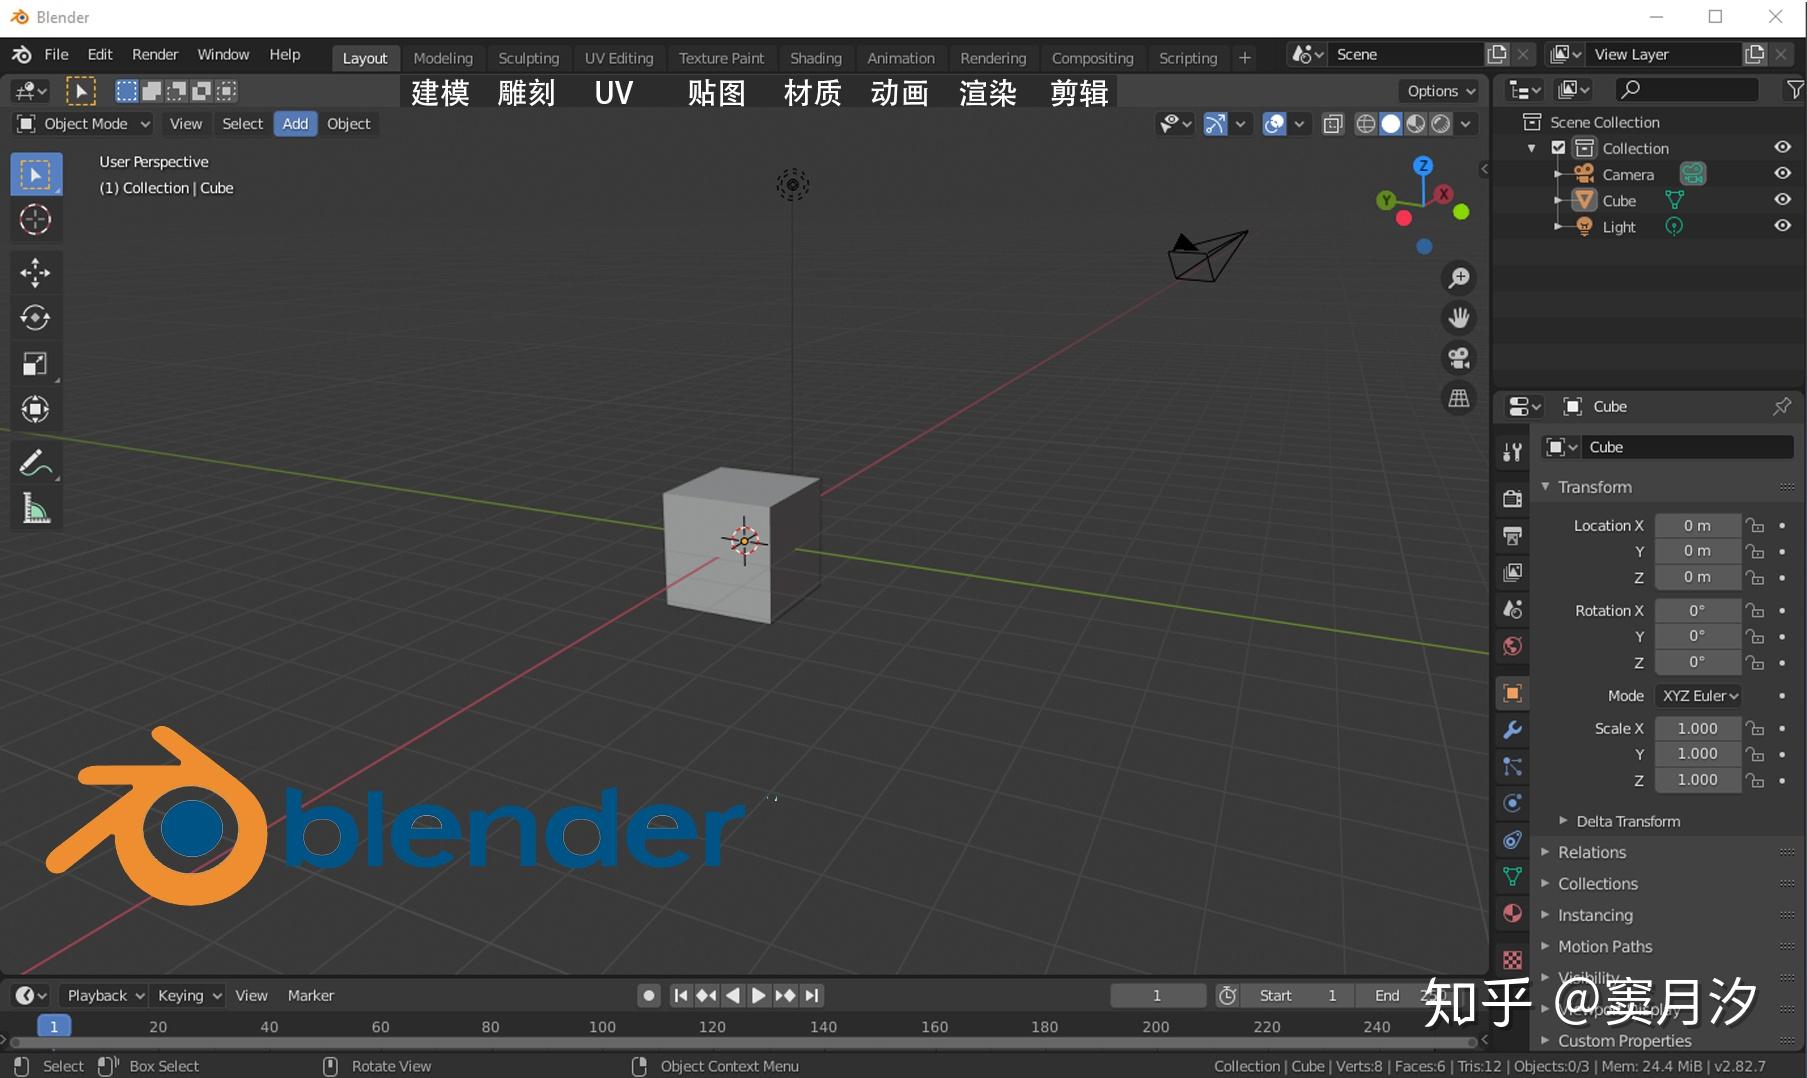 Blender
File Edit Render Window Help Layout Modeling Sculpting UV Editing Texture Paint Shading Animation Rendering Compositing Scripting + Scene View Layer
建模 雕刻 UV 贴图 材质 动画 渲染 剪辑 Options
Object Mode View Select Add Object
User Perspective
(1) Collection | Cube
Z
Y X
Scene Collection
Collection
Camera
Cube
Light
Cube
Cube
Transform
Location X 0 m
Y 0 m
Z 0 m
Rotation X 0°
Y 0°
Z 0°
Mode XYZ Euler
Scale X 1.000
Y 1.000
Z 1.000
Delta Transform
Relations
Collections
Instancing
Motion Paths
Visibility
Viewport Display
Custom Properties
blender
Playback Keying View Marker 1 Start 1 End 250
知乎 @窦月汐
1 20 40 60 80 100 120 140 160 180 200 220 240
Select Box Select Rotate View Object Context Menu Collection | Cube | Verts:8 | Faces:6 | Tris:12 | Objects:0/3 | Mem: 24.4 MiB | v2.82.7